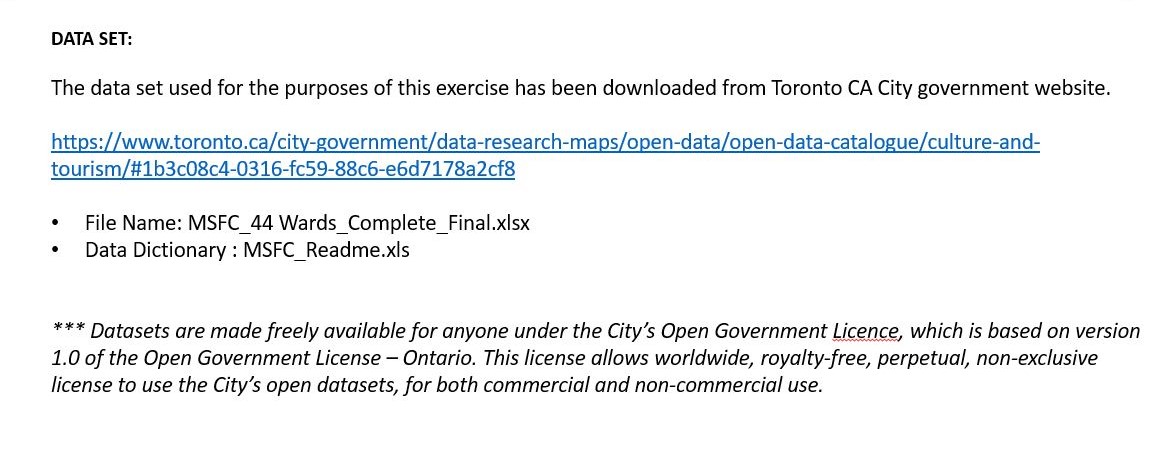 DATA SET:
The data set used for the purposes of this exercise has been downloaded from Toronto CA City government website.
https://www.toronto.ca/city-government/data-research-maps/open-data/open-data-catalogue/culture-and-
tourism/#1b3c08c4-0316-fc59-88c6-e6d7178a2cf8
• File Name: MSFC_44 Wards_Complete_Final.xlsx
• Data Dictionary : MSFC_Readme.xls
*** Datasets are made freely available for anyone under the City’s Open Government Licence, which is based on version
1.0 of the Open Government License – Ontario. This license allows worldwide, royalty-free, perpetual, non-exclusive
license to use the City’s open datasets, for both commercial and non-commercial use.